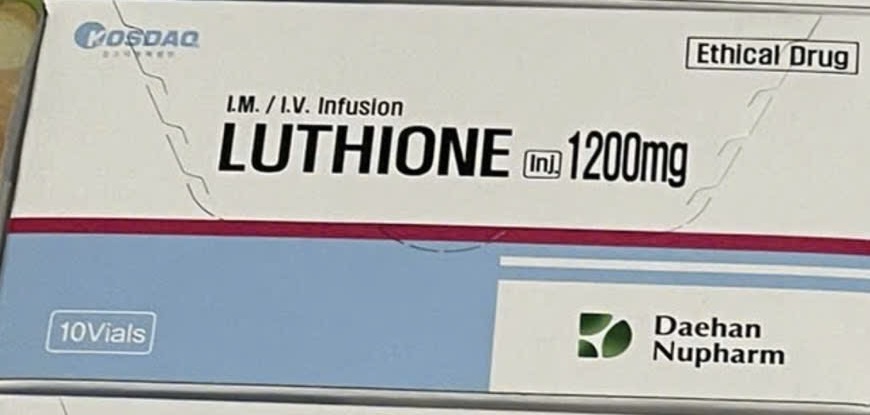 KOSDAQ
Ethical Drug
I.M. / I.V. Infusion
LUTHIONE Inj. 1200mg
10Vials
Daehan
Nupharm